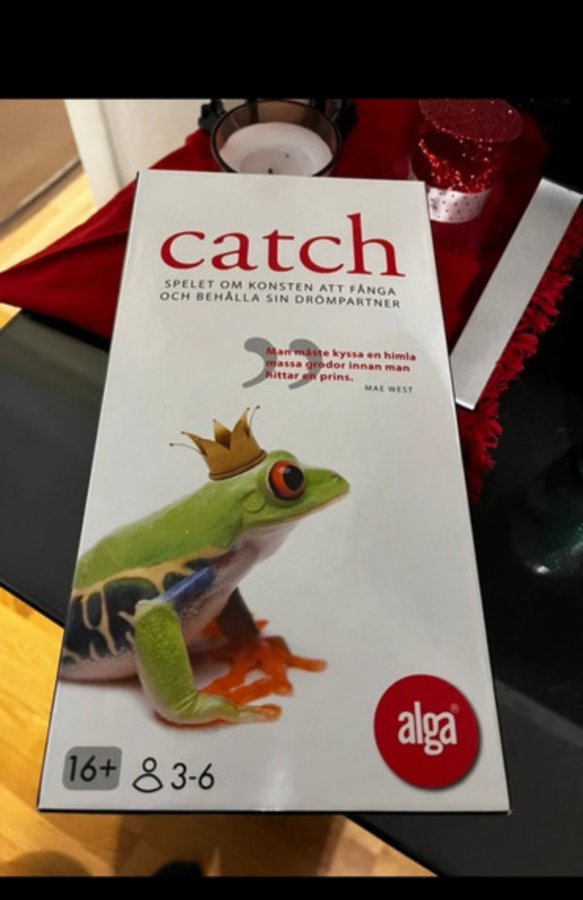 catch
SPELET OM KONSTEN ATT FÅNGA
OCH BEHÅLLA SIN DRÖMPARTNER
Man måste kyssa en himla
massa grodor innan man
hittar en prins.
MAE WEST
alga®
16+ 3-6